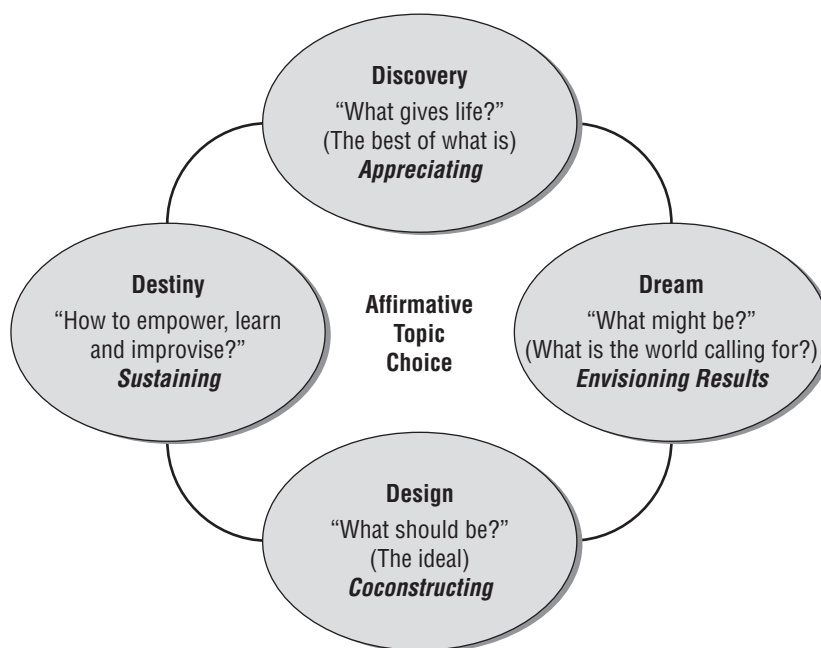 Discovery
“What gives life?”
(The best of what is)
Appreciating
Destiny
“How to empower, learn
and improvise?”
Sustaining
Affirmative
Topic
Choice
Dream
“What might be?”
(What is the world calling for?)
Envisioning Results
Design
“What should be?”
(The ideal)
Coconstructing